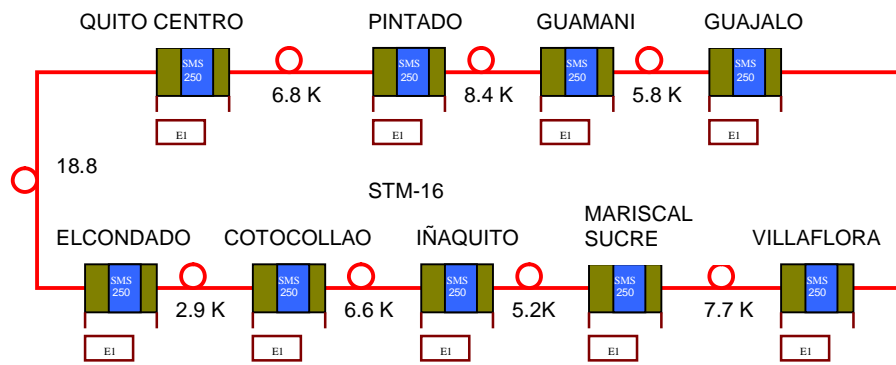 QUITO CENTRO PINTADO GUAMANI GUAJALO
SMS 250
SMS 250
SMS 250
SMS 250
6.8 K 8.4 K 5.8 K
E1 E1 E1 E1
18.8
STM-16
ELCONDADO COTOCOLLAO IÑAQUITO MARISCAL SUCRE VILLAFLORA
SMS 250
SMS 250
SMS 250
SMS 250
SMS 250
2.9 K 6.6 K 5.2K 7.7 K
E1 E1 E1 E1 E1